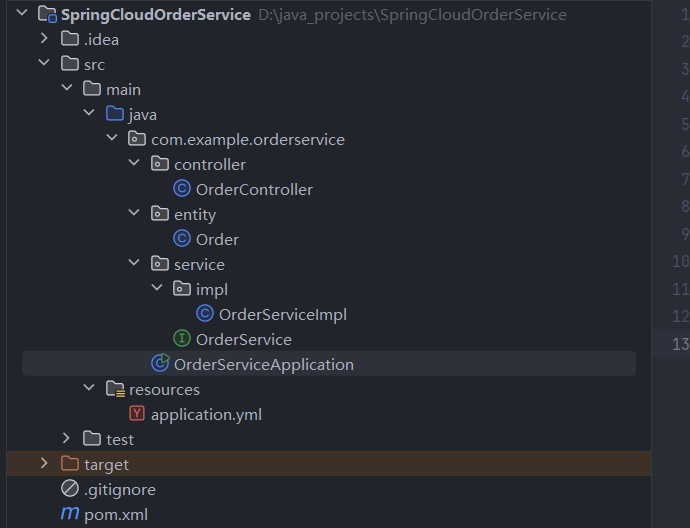 SpringCloudOrderService D:\java_projects\SpringCloudOrderService
.idea
src
main
java
com.example.orderservice
controller
C OrderController
entity
C Order
service
impl
C OrderServiceImpl
I OrderService
C OrderServiceApplication
resources
Y application.yml
test
target
.gitignore
m pom.xml
1
2
3
4
5
6
7
8
9
10
11
12
13